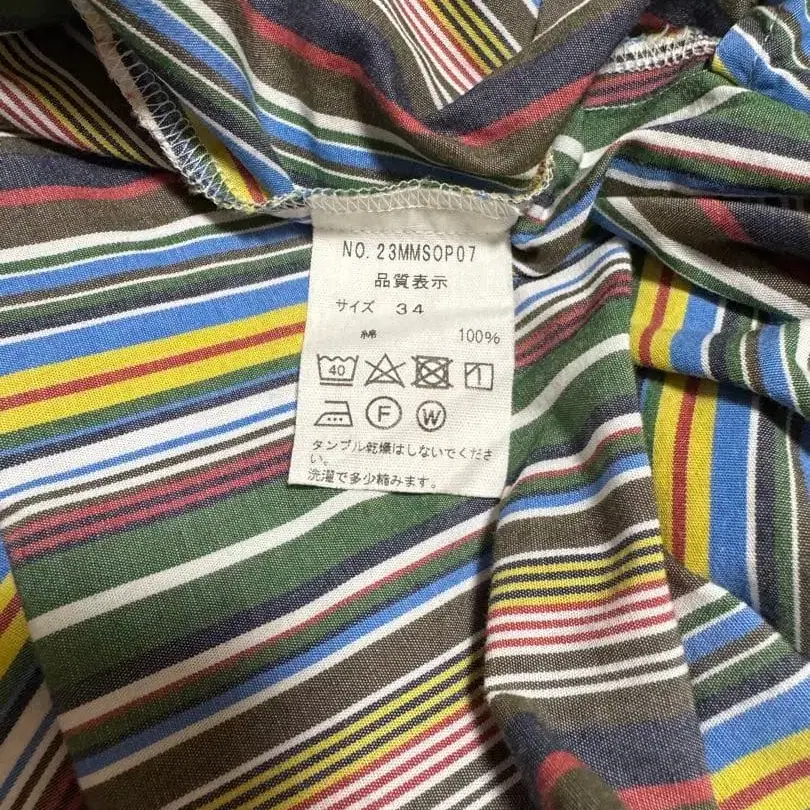 NO. 23MMSOP07
品質表示
サイズ 34
綿 100%
40
F W
タンブル乾燥はしないでくださ
い。
洗濯で多少縮みます。